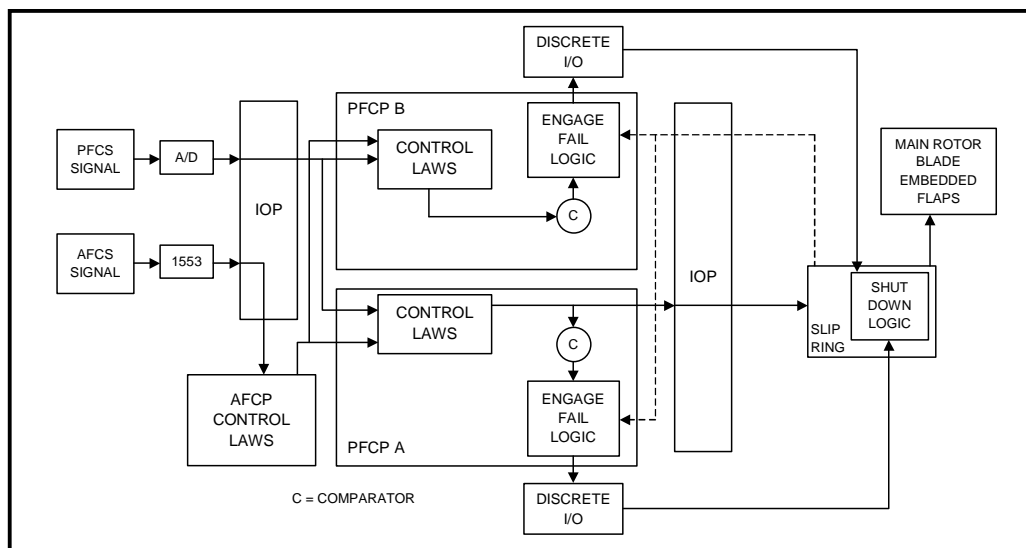 DISCRETE
I/O
PFCP B
ENGAGE
FAIL
LOGIC
CONTROL
LAWS
C
PFCS
SIGNAL
A/D
IOP
AFCS
SIGNAL
1553
IOP
MAIN ROTOR
BLADE
EMBEDDED
FLAPS
SHUT
DOWN
LOGIC
SLIP
RING
CONTROL
LAWS
C
ENGAGE
FAIL
LOGIC
PFCP A
AFCP
CONTROL
LAWS
C = COMPARATOR
DISCRETE
I/O